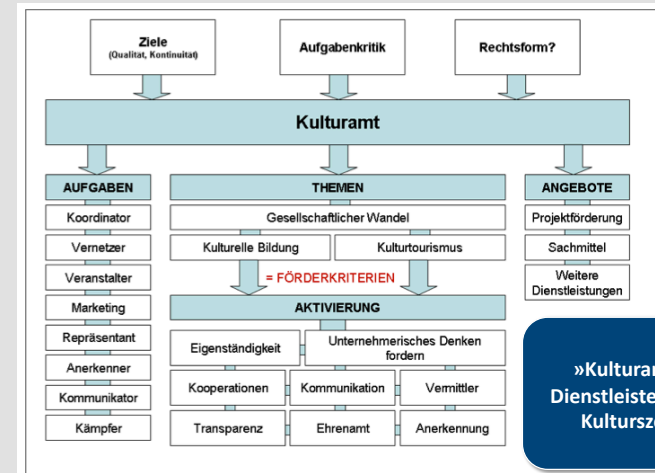 Ziele
(Qualität, Kontinuität)
Aufgabenkritik
Rechtsform?
Kulturamt
AUFGABEN
Koordinator
Vernetzer
Veranstalter
Marketing
Repräsentant
Anerkenner
Kommunikator
Kämpfer
THEMEN
Gesellschaftlicher Wandel
Kulturelle Bildung
Kulturtourismus
= FÖRDERKRITERIEN
AKTIVIERUNG
Eigenständigkeit
Unternehmerisches Denken
fordern
Kooperationen
Kommunikation
Vermittler
Transparenz
Ehrenamt
Anerkennung
ANGEBOTE
Projektförderung
Sachmittel
Weitere
Dienstleistungen